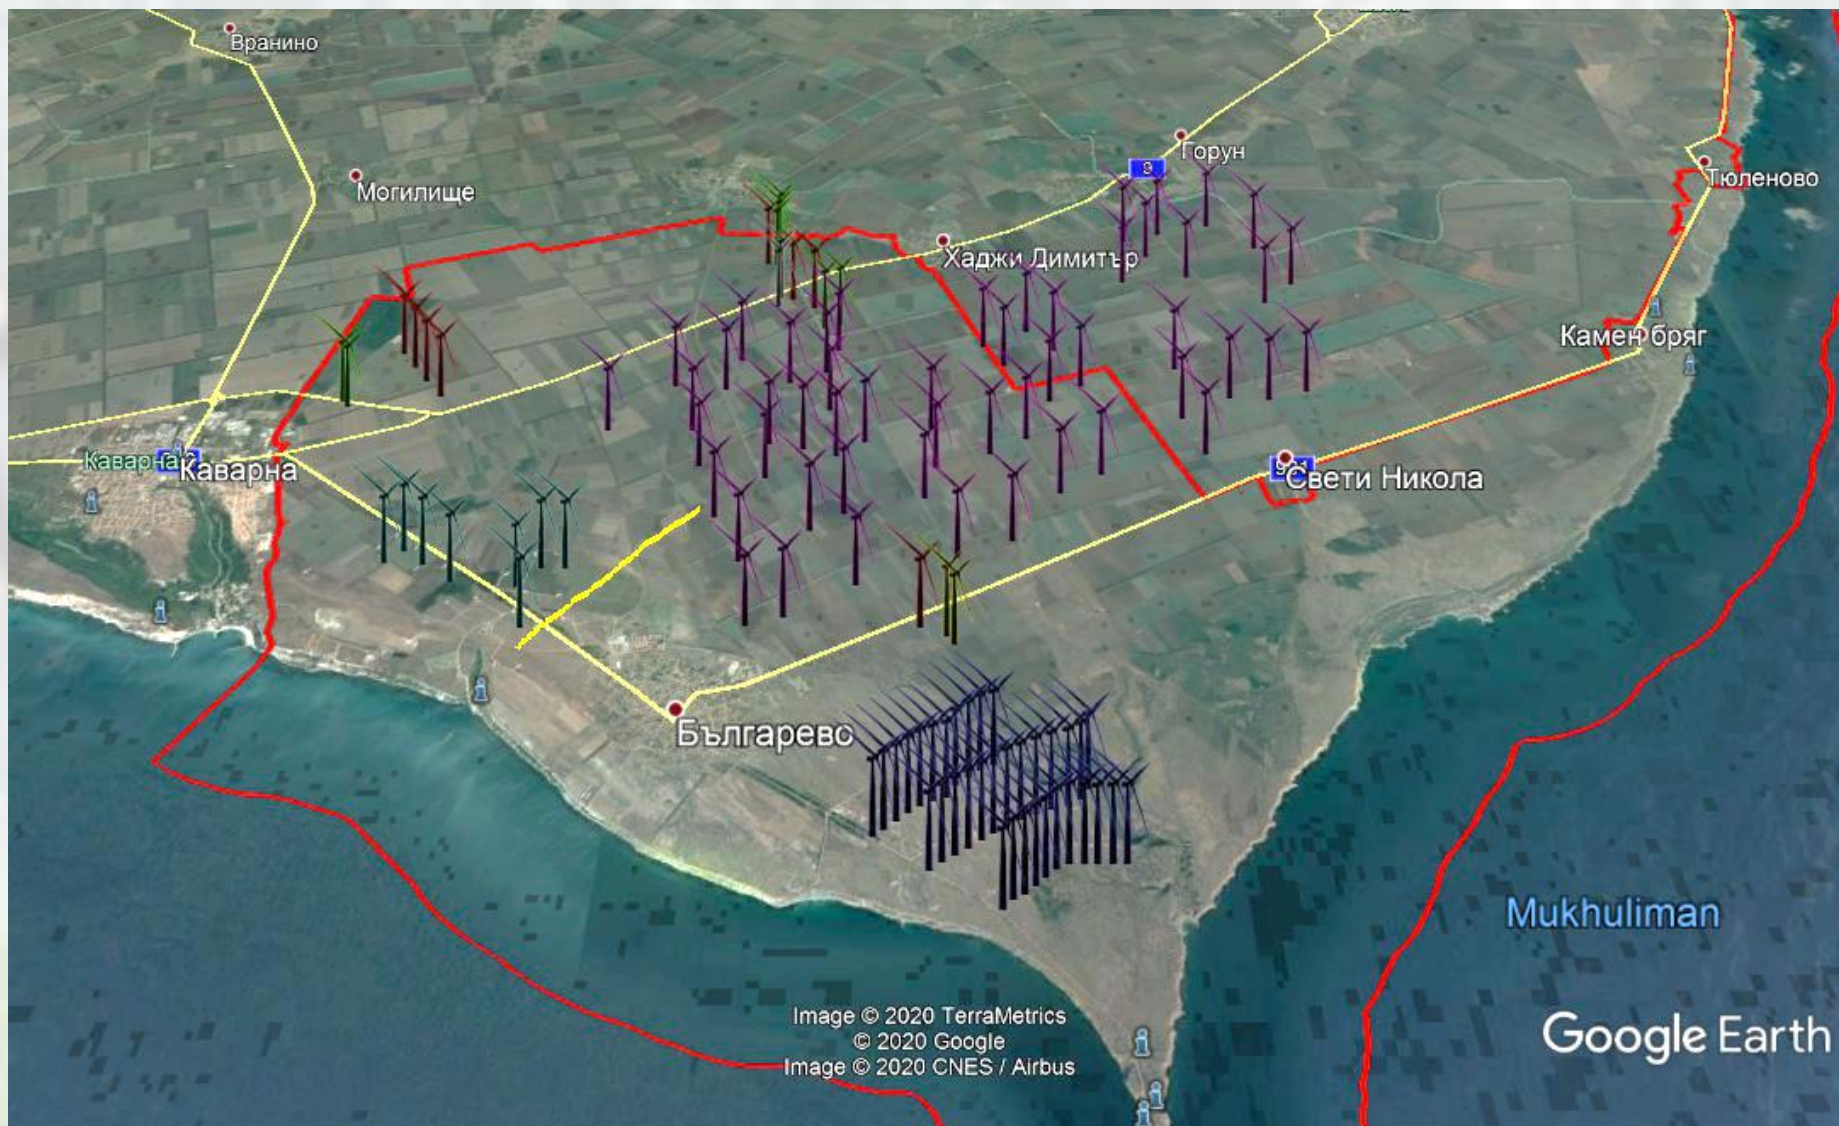 Вранино
Горун
9
Могилище
Тюленово
Хаджи Димитър
Камен бряг
Каварна
Каварна
Свети Никола
Българево
Mukhuliman
Image © 2020 TerraMetrics
© 2020 Google
Image © 2020 CNES / Airbus
Google Earth